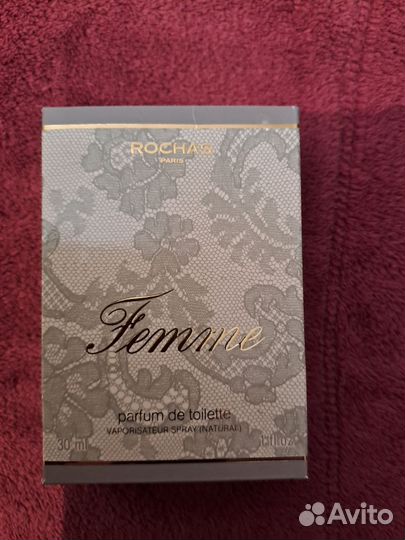 ROCHAS
PARIS
Femme
parfum de toilette
VAPORISATEUR SPRAY (NATURAL)
30 ml 1 fl.oz
Avito